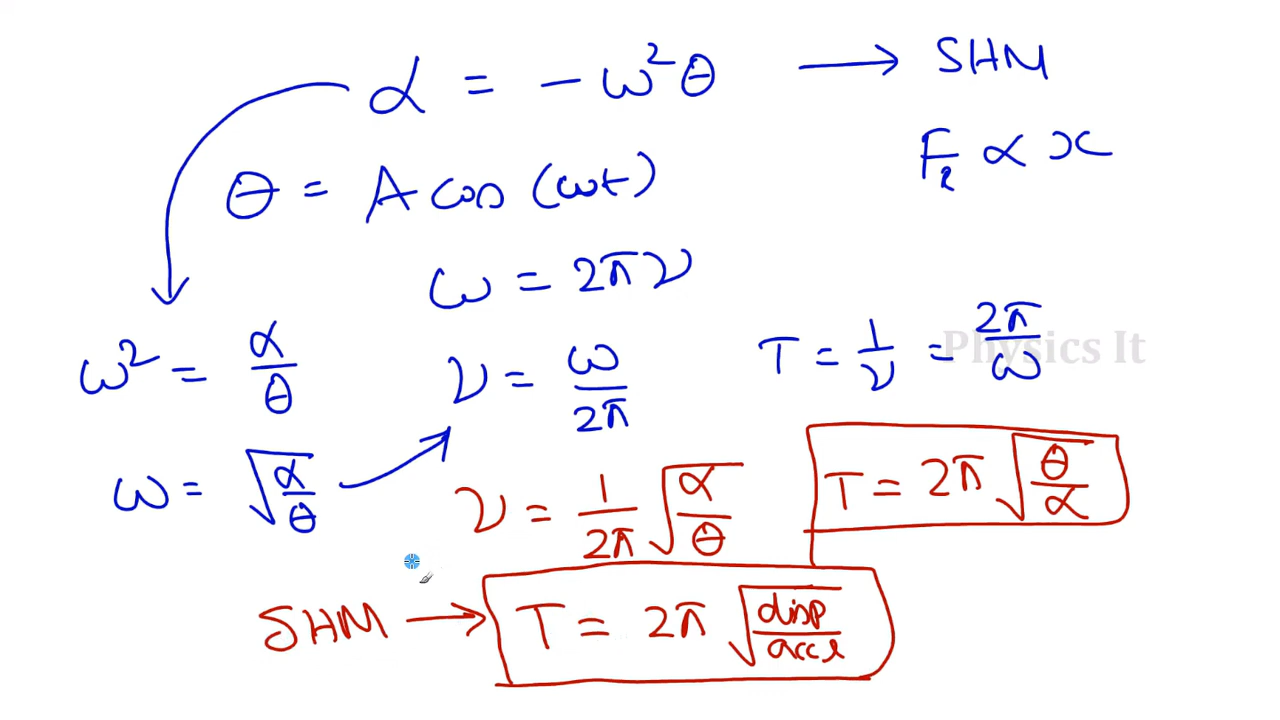 α = − ω²θ → SHM
F_r ∝ x
θ = A cos (ωt)
ω = 2πν
ω² = α/θ
ν = ω/2π
T = 1/ν = 2π/ω
Physics It
ω = √(α/θ)
ν = 1/2π √(α/θ)
T = 2π √(θ/α)
SHM → T = 2π √(disp/accl)